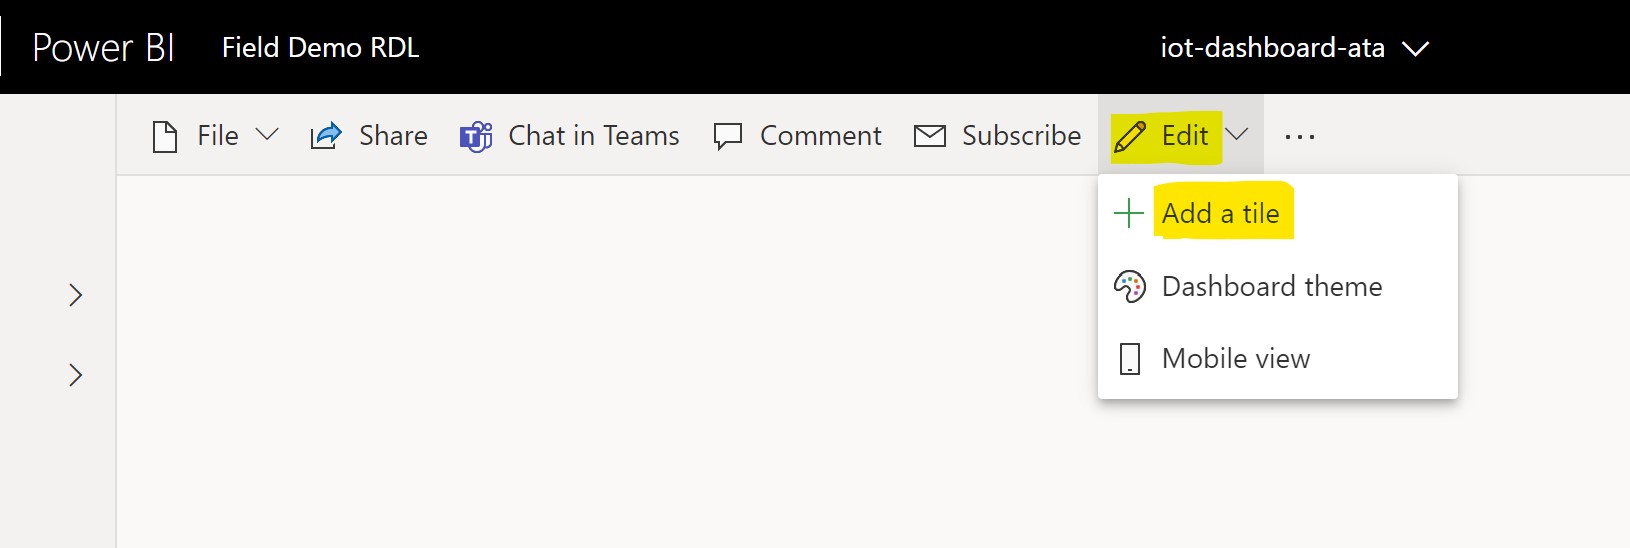 Power BI Field Demo RDL iot-dashboard-ata
File Share Chat in Teams Comment Subscribe Edit ...
Add a tile
Dashboard theme
Mobile view